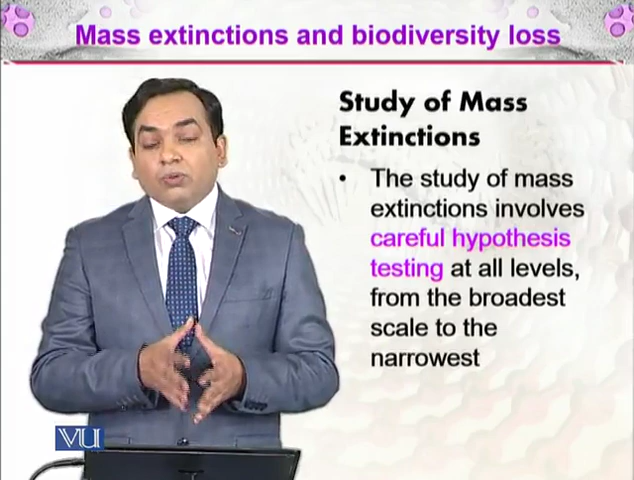 Mass extinctions and biodiversity loss
Study of Mass
Extinctions
• The study of mass
extinctions involves
careful hypothesis
testing at all levels,
from the broadest
scale to the
narrowest
VU